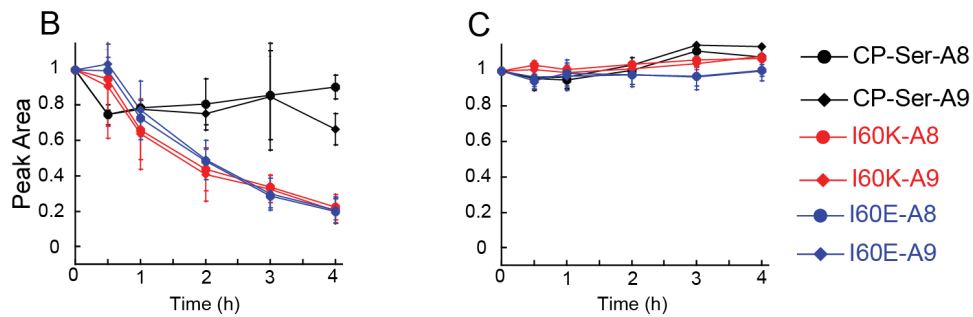 B
1
0.8
0.6
0.4
0.2
0
Peak Area
0 1 2 3 4
Time (h)
C
1
0.8
0.6
0.4
0.2
0
0 1 2 3 4
Time (h)
CP-Ser-A8
CP-Ser-A9
I60K-A8
I60K-A9
I60E-A8
I60E-A9